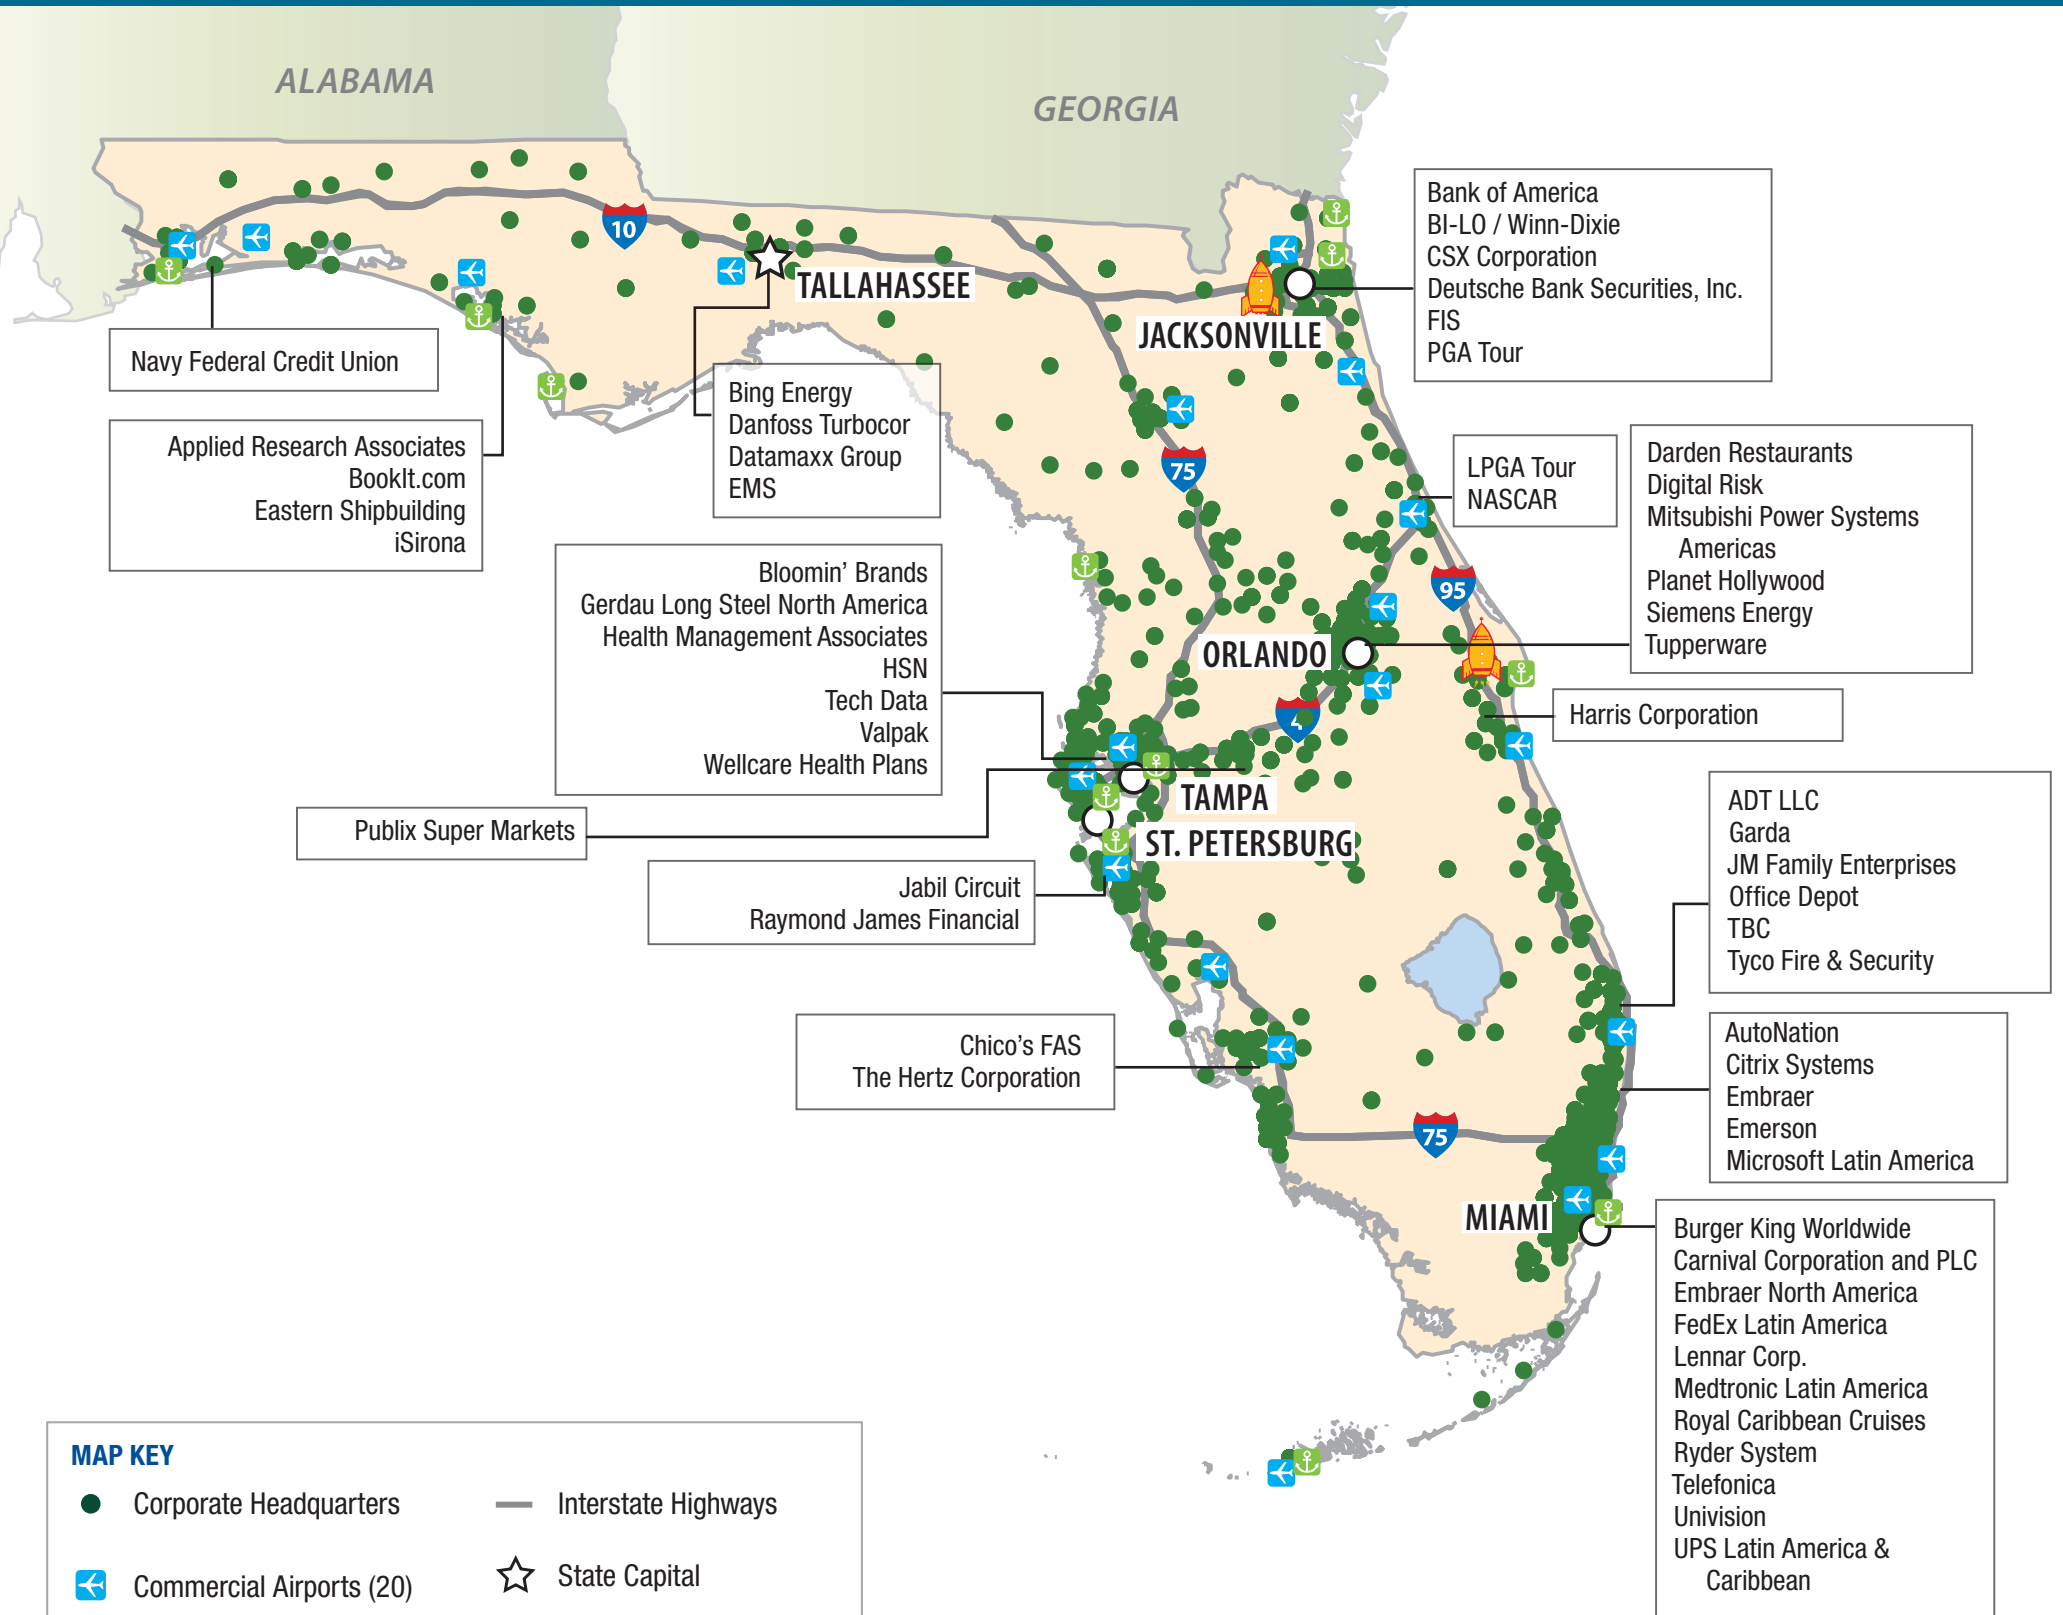 ALABAMA
GEORGIA
10
TALLAHASSEE
JACKSONVILLE
Bank of America
BI-LO / Winn-Dixie
CSX Corporation
Deutsche Bank Securities, Inc.
FIS
PGA Tour
Navy Federal Credit Union
Applied Research Associates
BookIt.com
Eastern Shipbuilding
iSirona
Bing Energy
Danfoss Turbocor
Datamaxx Group
EMS
75
LPGA Tour
NASCAR
Darden Restaurants
Digital Risk
Mitsubishi Power Systems
Americas
Planet Hollywood
Siemens Energy
Tupperware
95
Bloomin' Brands
Gerdau Long Steel North America
Health Management Associates
HSN
Tech Data
Valpak
Wellcare Health Plans
ORLANDO
4
Harris Corporation
TAMPA
Publix Super Markets
ST. PETERSBURG
Jabil Circuit
Raymond James Financial
ADT LLC
Garda
JM Family Enterprises
Office Depot
TBC
Tyco Fire & Security
Chico's FAS
The Hertz Corporation
AutoNation
Citrix Systems
Embraer
Emerson
Microsoft Latin America
75
MIAMI
Burger King Worldwide
Carnival Corporation and PLC
Embraer North America
FedEx Latin America
Lennar Corp.
Medtronic Latin America
Royal Caribbean Cruises
Ryder System
Telefonica
Univision
UPS Latin America &
Caribbean
MAP KEY
Corporate Headquarters
Interstate Highways
Commercial Airports (20)
State Capital